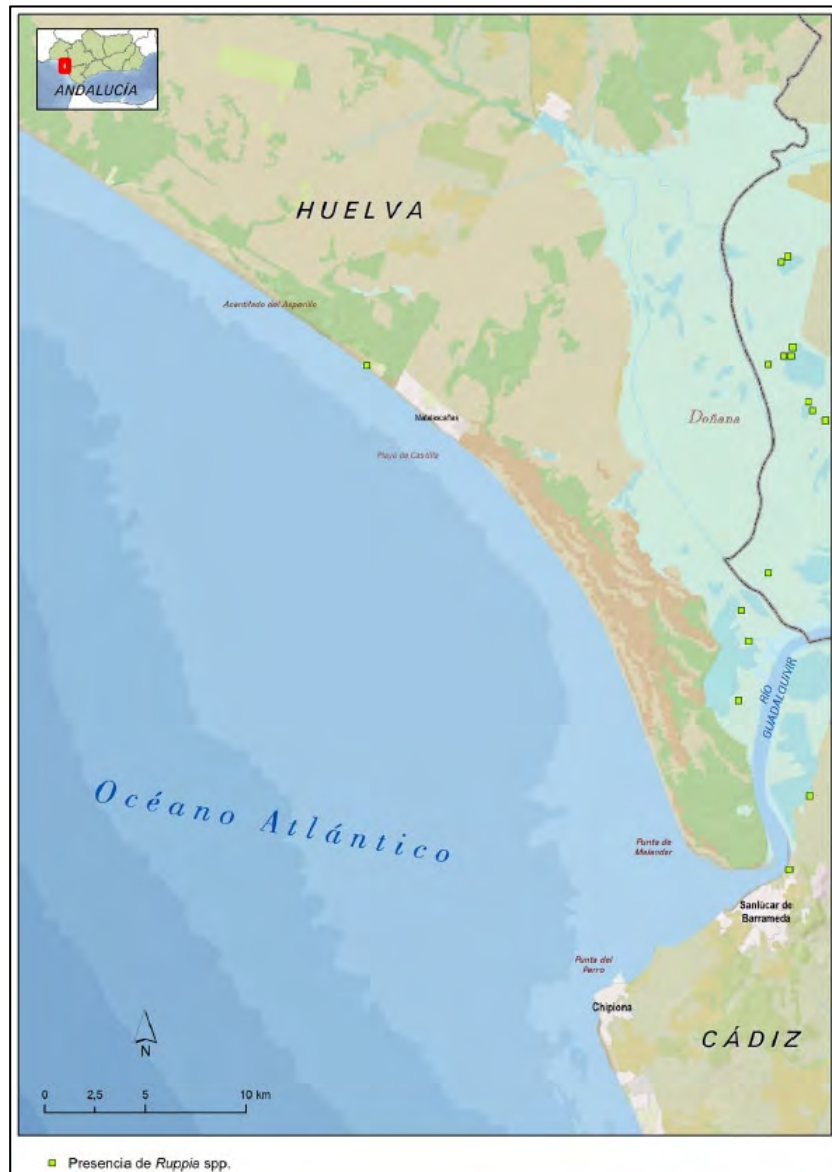 ANDALUCÍA
HUELVA
Acantilado del Asperillo
Matalascañas
Playa de Castilla
Doñana
RÍO
GUADALQUIVIR
Océano Atlántico
Punta de
Malandar
Sanlúcar de
Barrameda
Punta del
Perro
Chipiona
CÁDIZ
N
0 2,5 5 10 km
Presencia de Ruppia spp.